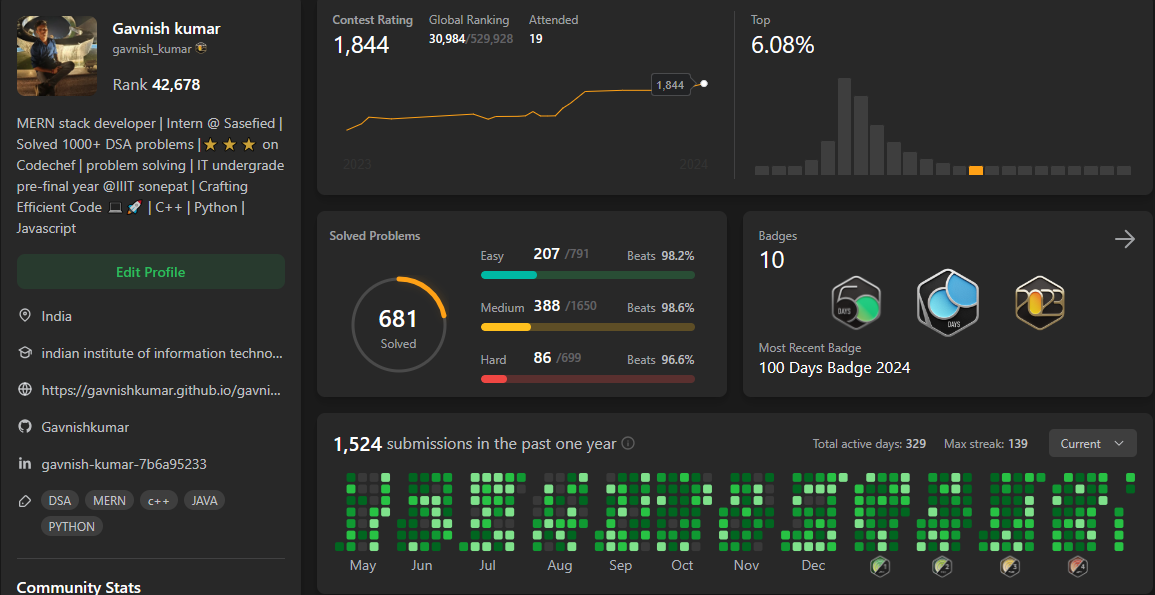 Gavnish kumar
gavnish_kumar
Rank 42,678
MERN stack developer | Intern @ Sasefied |
Solved 1000+ DSA problems |⭐ ⭐ ⭐ on
Codechef | problem solving | IT undergrade
pre-final year @IIIT sonepat | Crafting
Efficient Code 💻 🚀 | C++ | Python |
Javascript
Edit Profile
India
indian institute of information techno...
https://gavnishkumar.github.io/gavni...
Gavnishkumar
gavnish-kumar-7b6a95233
DSA MERN c++ JAVA
PYTHON
Community Stats
Contest Rating
1,844
Global Ranking
30,984/529,928
Attended
19
1,844
2023 2024
Top
6.08%
Solved Problems
681
Solved
Easy 207 /791 Beats 98.2%
Medium 388 /1650 Beats 98.6%
Hard 86 /699 Beats 96.6%
Badges
10
50 DAYS
DAYS
Most Recent Badge
100 Days Badge 2024
1,524 submissions in the past one year
Total active days: 329 Max streak: 139 Current
May Jun Jul Aug Sep Oct Nov Dec
1 2 3 4